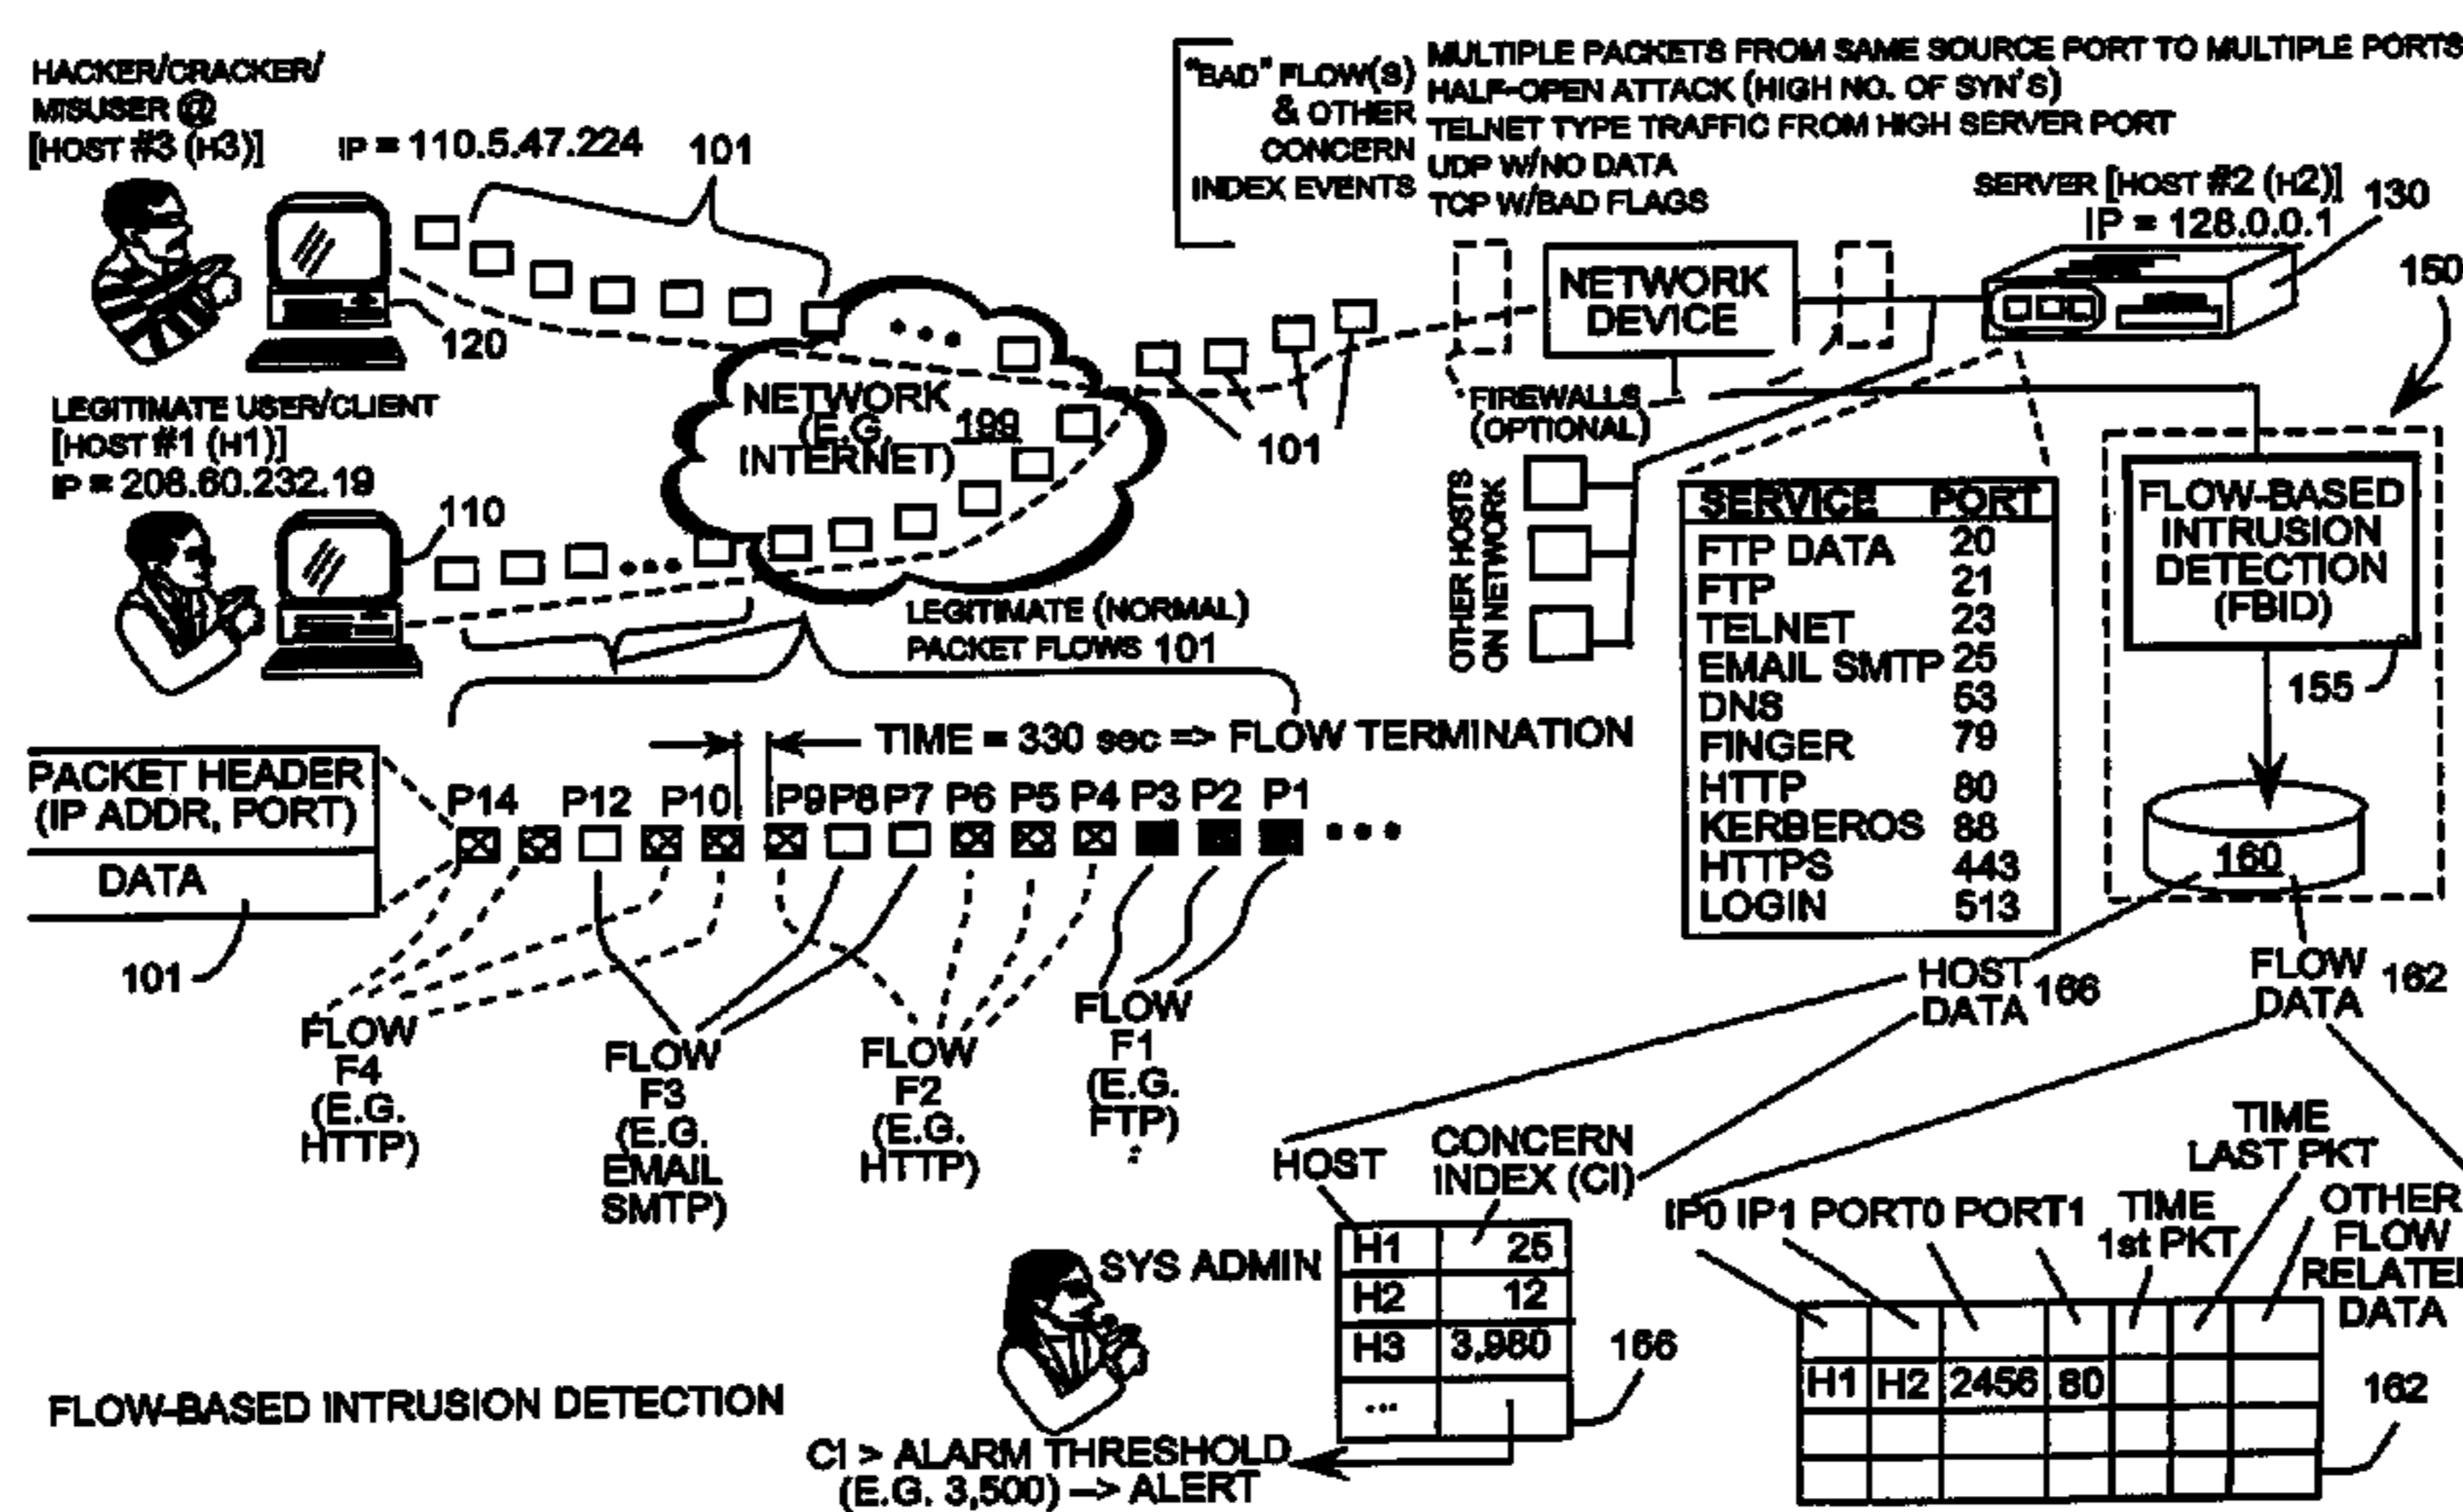 HACKER/CRACKER/
MISUSER @
[HOST #3 (H3)]
IP = 110.5.47.224
101
"BAD" FLOW(S)
& OTHER
CONCERN
INDEX EVENTS
MULTIPLE PACKETS FROM SAME SOURCE PORT TO MULTIPLE PORTS
HALF-OPEN ATTACK (HIGH NO. OF SYN'S)
TELNET TYPE TRAFFIC FROM HIGH SERVER PORT
UDP W/NO DATA
TCP W/BAD FLAGS
SERVER [HOST #2 (H2)]
IP = 128.0.0.1
130
150
120
NETWORK
DEVICE
LEGITIMATE USER/CLIENT
[HOST #1 (H1)]
IP = 208.60.232.19
110
NETWORK
(E.G. 199
INTERNET)
101
FIREWALLS
(OPTIONAL)
OTHER HOSTS
ON NETWORK
LEGITIMATE (NORMAL)
PACKET FLOWS 101
SERVICE PORT
FTP DATA 20
FTP 21
TELNET 23
EMAIL SMTP 25
DNS 53
FINGER 79
HTTP 80
KERBEROS 88
HTTPS 443
LOGIN 513
FLOW-BASED
INTRUSION
DETECTION
(FBID)
155
160
TIME = 330 sec => FLOW TERMINATION
PACKET HEADER
(IP ADDR, PORT)
DATA
101
P14 P12 P10 P9 P8 P7 P6 P5 P4 P3 P2 P1
FLOW
F4
(E.G.
HTTP)
FLOW
F3
(E.G.
EMAIL
SMTP)
FLOW
F2
(E.G.
HTTP)
FLOW
F1
(E.G.
FTP)
HOST
DATA 166
FLOW
DATA 162
HOST
CONCERN
INDEX (CI)
SYS ADMIN
H1 25
H2 12
H3 3,980
...
166
CI > ALARM THRESHOLD
(E.G. 3,500) --> ALERT
IP0 IP1 PORT0 PORT1
TIME
1st PKT
TIME
LAST PKT
OTHER
FLOW
RELATED
DATA
H1 H2 2456 80
162
FLOW-BASED INTRUSION DETECTION